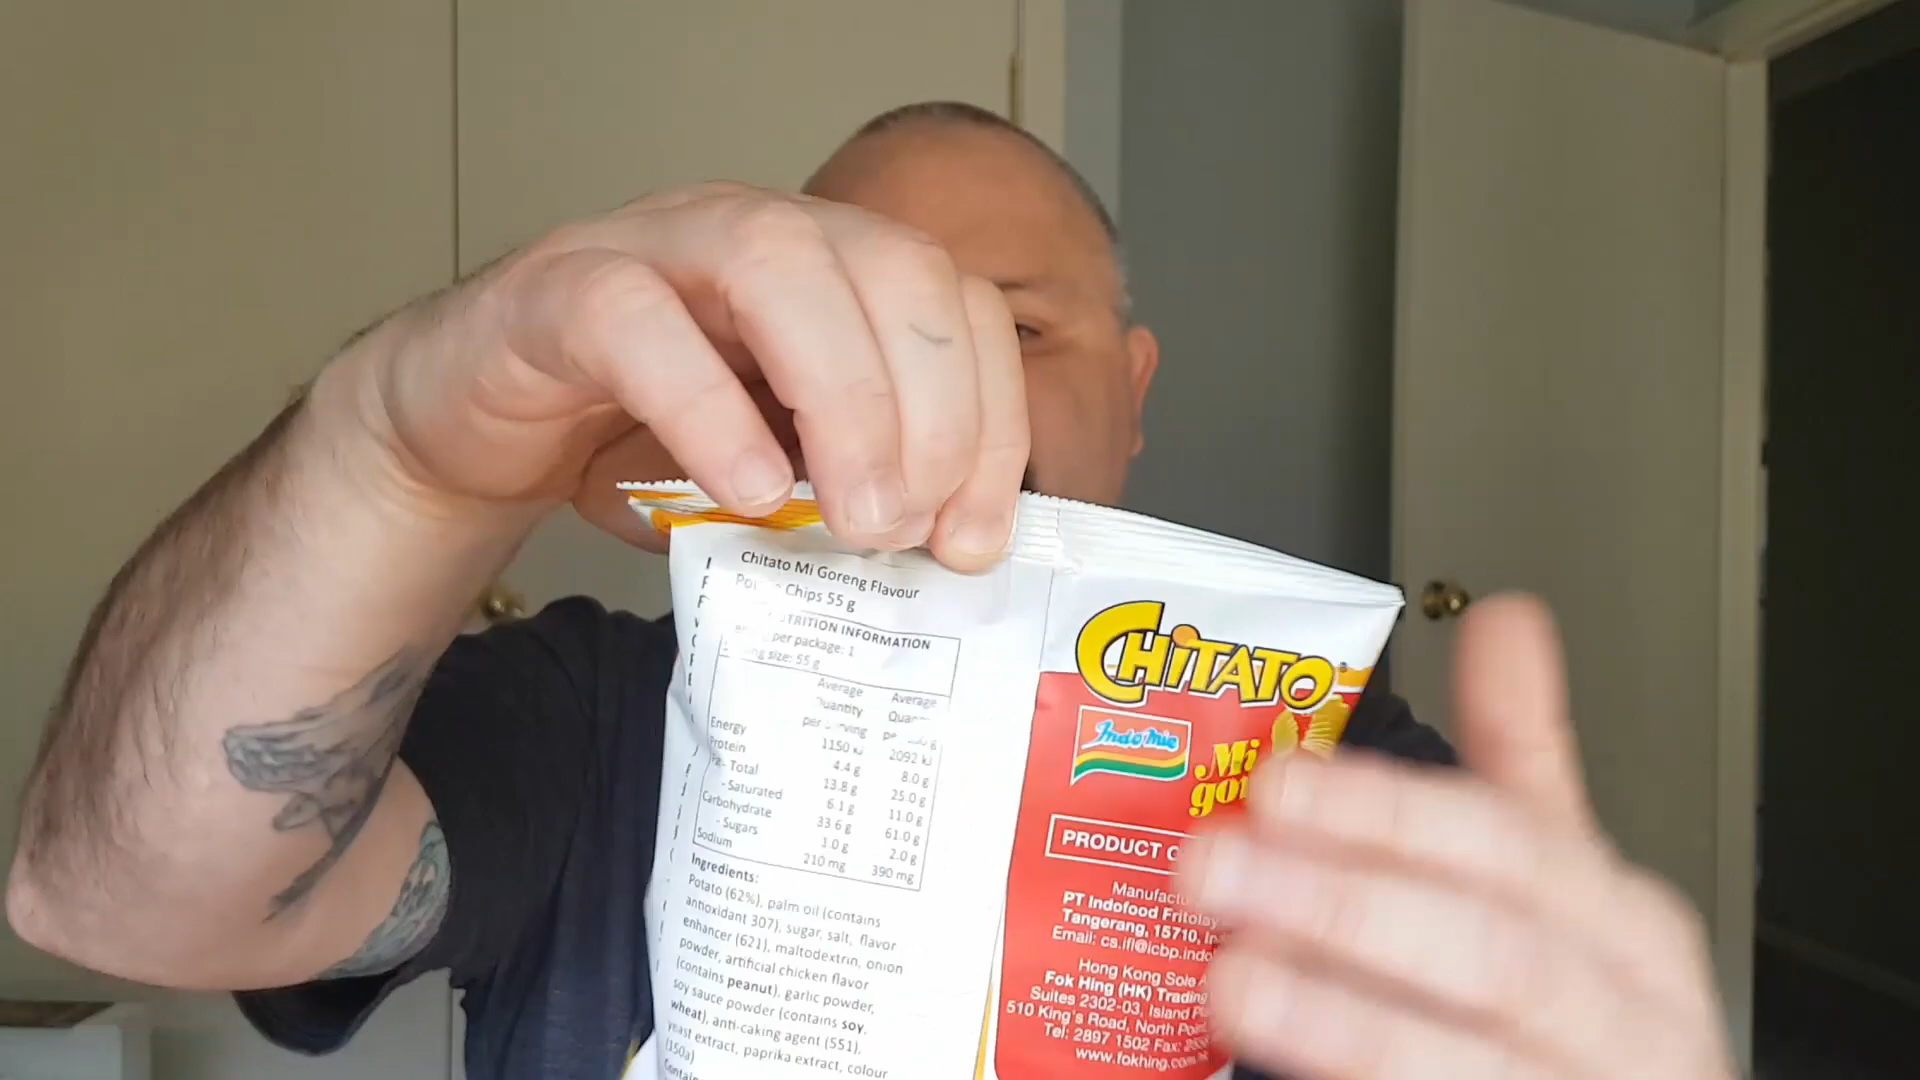 Chitato Mi Goreng Flavour
Chips 55 g
NUTRITION INFORMATION
per package: 1
size: 55 g
Average
Quantity
per serving
Average
Energy
1150 kJ
2092 kJ
Protein
4.4 g
8.0 g
Fat - Total
13.8 g
25.0 g
- Saturated
6.1 g
11.0 g
Carbohydrate
33.6 g
61.0 g
- Sugars
1.0 g
2.0 g
Sodium
210 mg
390 mg
Ingredients:
Potato (62%), palm oil (contains
antioxidant 307), sugar, salt, flavor
enhancer (621), maltodextrin, onion
powder, artificial chicken flavor
(contains peanut), garlic powder,
soy sauce powder (contains soy,
wheat), anti-caking agent (551),
yeast extract, paprika extract, colour
(150a)
CHITATO
Indomie
Mi
PRODUCT
PT Indofood Fritolay
Tangerang, 15710,
Email: cs.ifl@icbp.indo
Hong Kong Sole
Fok Hing (HK) Trading
Suites 2302-03, Island
510 King's Road, North Point
Tel: 2897 1502 Fax:
www.fokhing.com